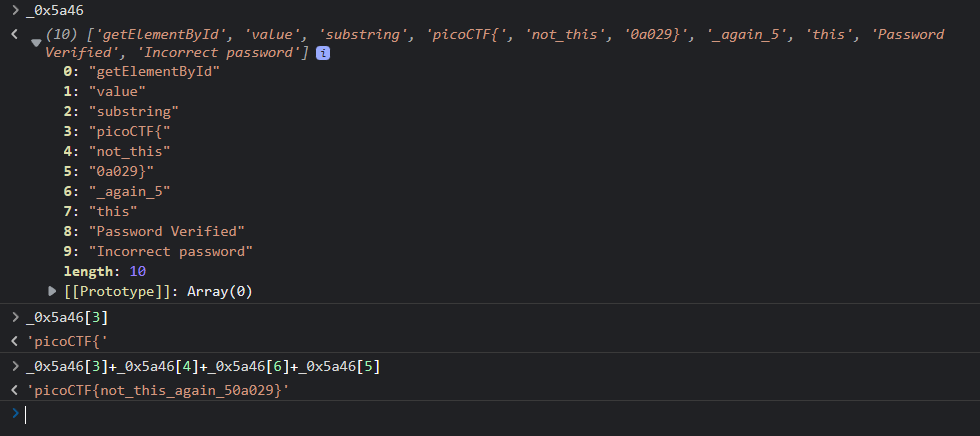 > _0x5a46
< ▼ (10) ['getElementById', 'value', 'substring', 'picoCTF{', 'not_this', '0a029}', '_again_5', 'this', 'Password
Verified', 'Incorrect password'] i
0: "getElementById"
1: "value"
2: "substring"
3: "picoCTF{"
4: "not_this"
5: "0a029}"
6: "_again_5"
7: "this"
8: "Password Verified"
9: "Incorrect password"
length: 10
▶ [[Prototype]]: Array(0)
> _0x5a46[3]
< 'picoCTF{'
> _0x5a46[3]+_0x5a46[4]+_0x5a46[6]+_0x5a46[5]
< 'picoCTF{not_this_again_50a029}'
>